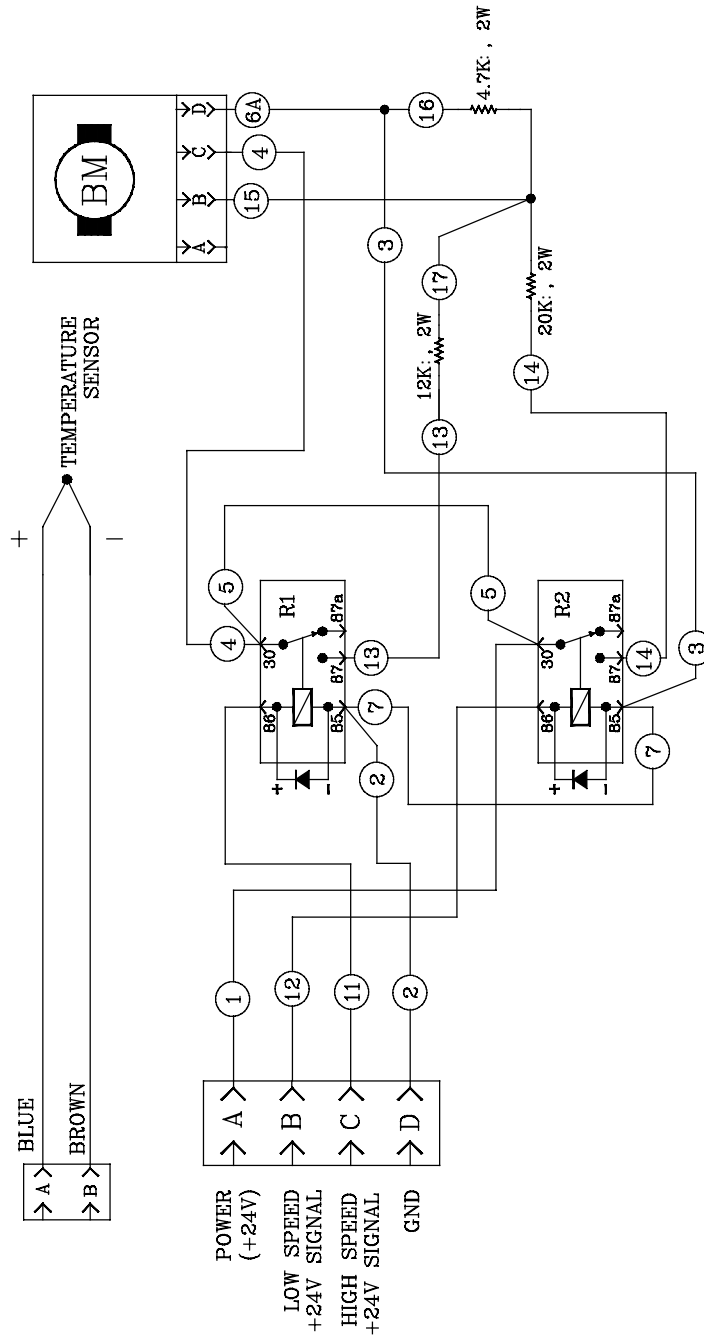 BLUE
BROWN
A
B
+
−
TEMPERATURE
SENSOR
BM
A
B
C
D
15
4
6A
3
16
4.7K:, 2W
17
12K:, 2W
13
20K:, 2W
14
POWER
(+24V)
LOW SPEED
+24V SIGNAL
HIGH SPEED
+24V SIGNAL
GND
A
B
C
D
1
12
11
2
4
5
R1
30
86
85
87
87a
+
−
13
7
2
5
R2
30
86
85
87
87a
+
−
14
7
3